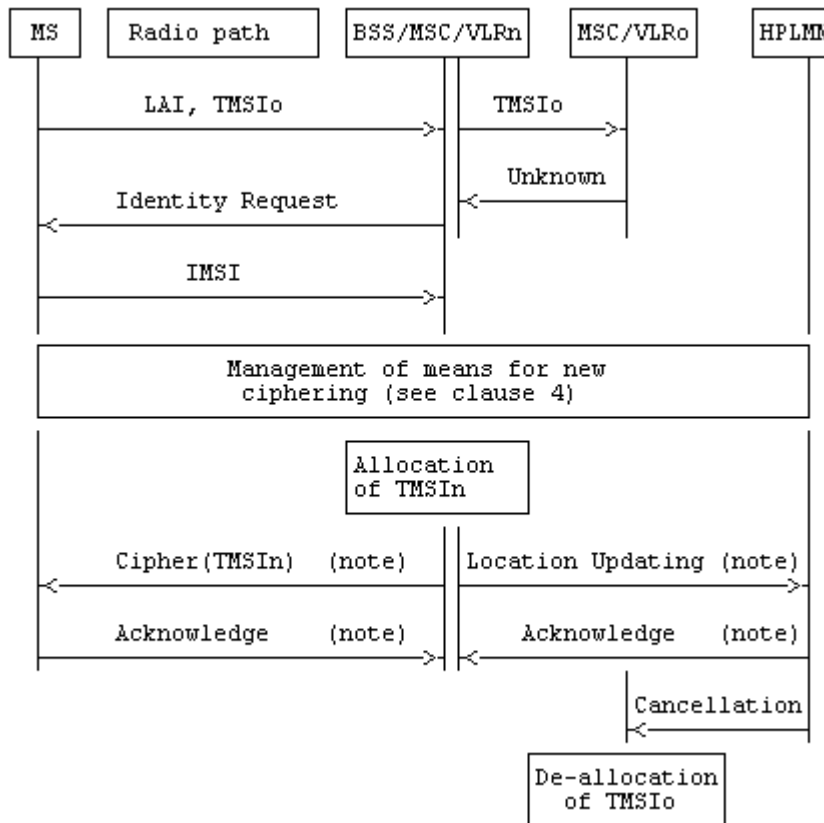 MS Radio path BSS/MSC/VLRn MSC/VLRo HPLMN
LAI, TMSIo TMSIo
Unknown
Identity Request
IMSI
Management of means for new
ciphering (see clause 4)
Allocation
of TMSIn
Cipher(TMSIn) (note) Location Updating (note)
Acknowledge (note) Acknowledge (note)
Cancellation
De-allocation
of TMSIo